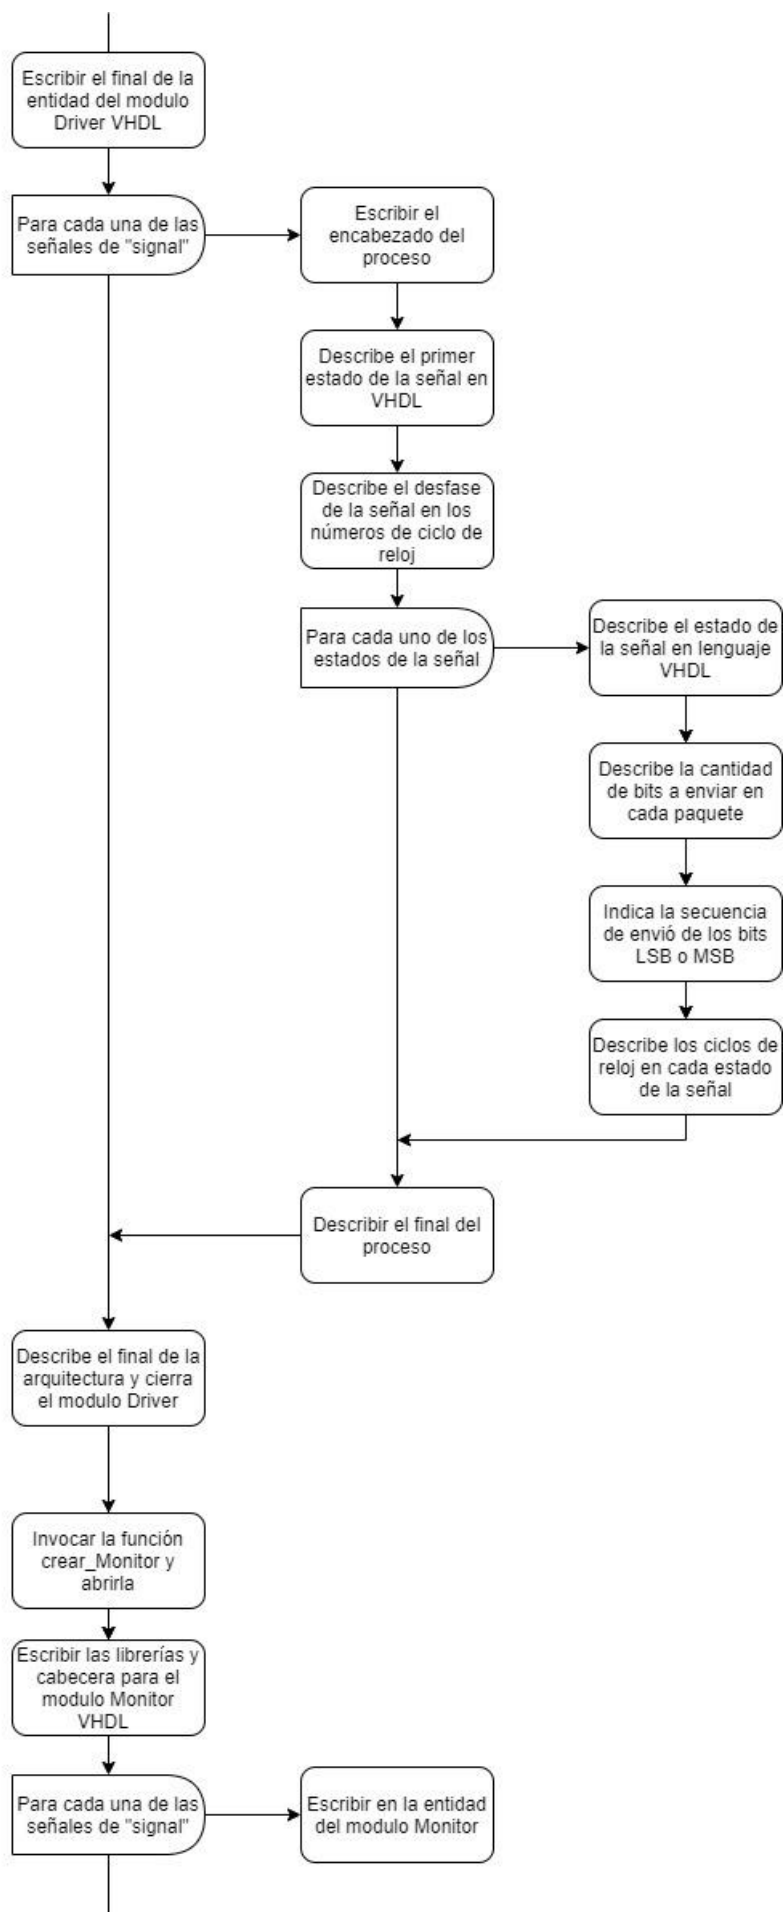 Escribir el final de la
entidad del modulo
Driver VHDL
Para cada una de las
señales de "signal"
Escribir el
encabezado del
proceso
Describe el primer
estado de la señal en
VHDL
Describe el desfase
de la señal en los
números de ciclo de
reloj
Para cada uno de los
estados de la señal
Describe el estado de
la señal en lenguaje
VHDL
Describe la cantidad
de bits a enviar en
cada paquete
Indica la secuencia
de envió de los bits
LSB o MSB
Describe los ciclos de
reloj en cada estado
de la señal
Describir el final del
proceso
Describe el final de la
arquitectura y cierra
el modulo Driver
Invocar la función
crear_Monitor y
abrirla
Escribir las librerías y
cabecera para el
modulo Monitor
VHDL
Para cada una de las
señales de "signal"
Escribir en la entidad
del modulo Monitor